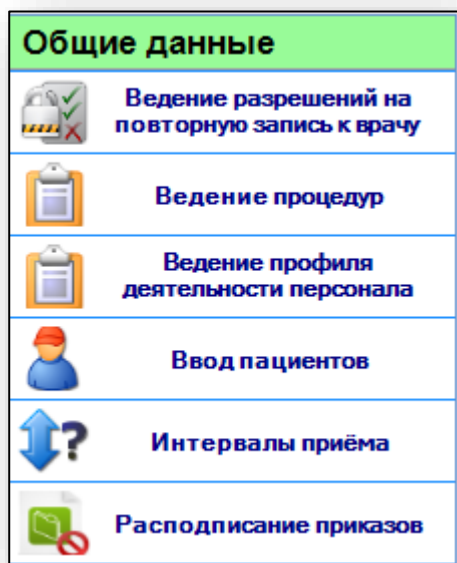 Общие данные
Ведение разрешений на
повторную запись к врачу
Ведение процедур
Ведение профиля
деятельности персонала
Ввод пациентов
Интервалы приёма
Расподписание приказов